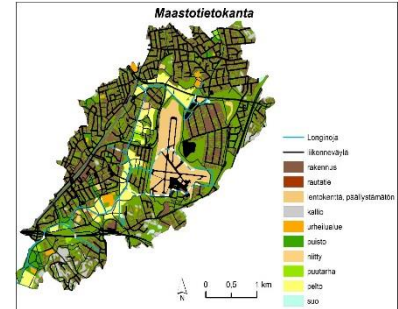 Maastotietokanta
Longinoja
liikenneväylä
rakennus
rautatie
lentokenttä, päällystämätön
kallio
urheilualue
puisto
niitty
puutarha
pelto
suo
N
0 0,5 1 km